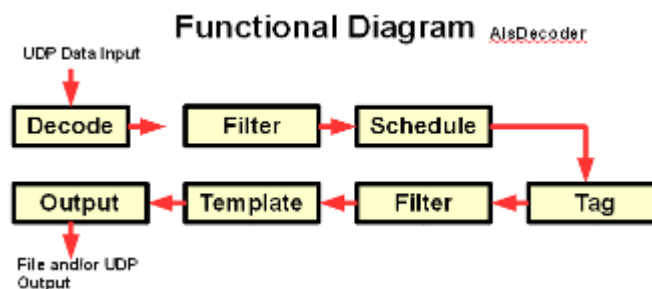 Functional Diagram AisDecoder
UDP Data Input
Decode Filter Schedule
Output Template Filter Tag
File and/or UDP
Output